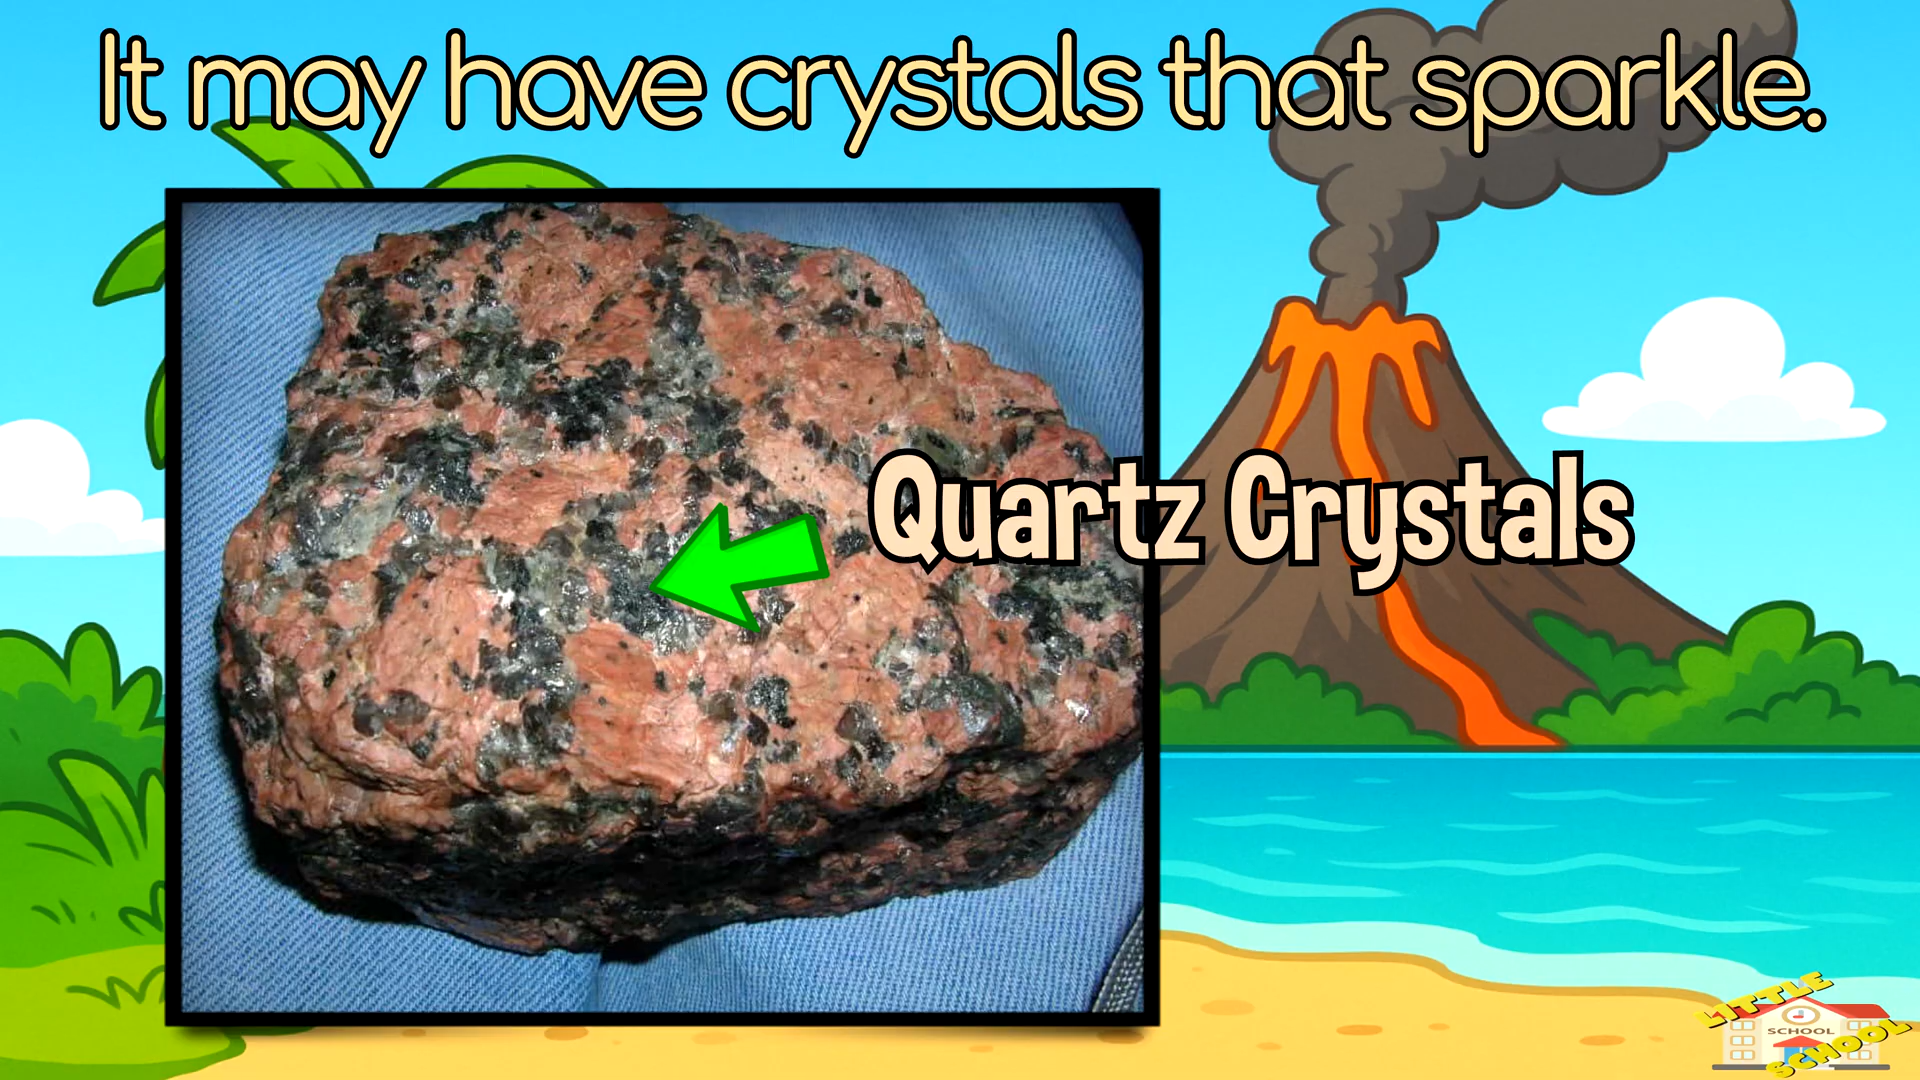 It may have crystals that sparkle.
Quartz Crystals
LITTLE
SCHOOL
SCHOOL